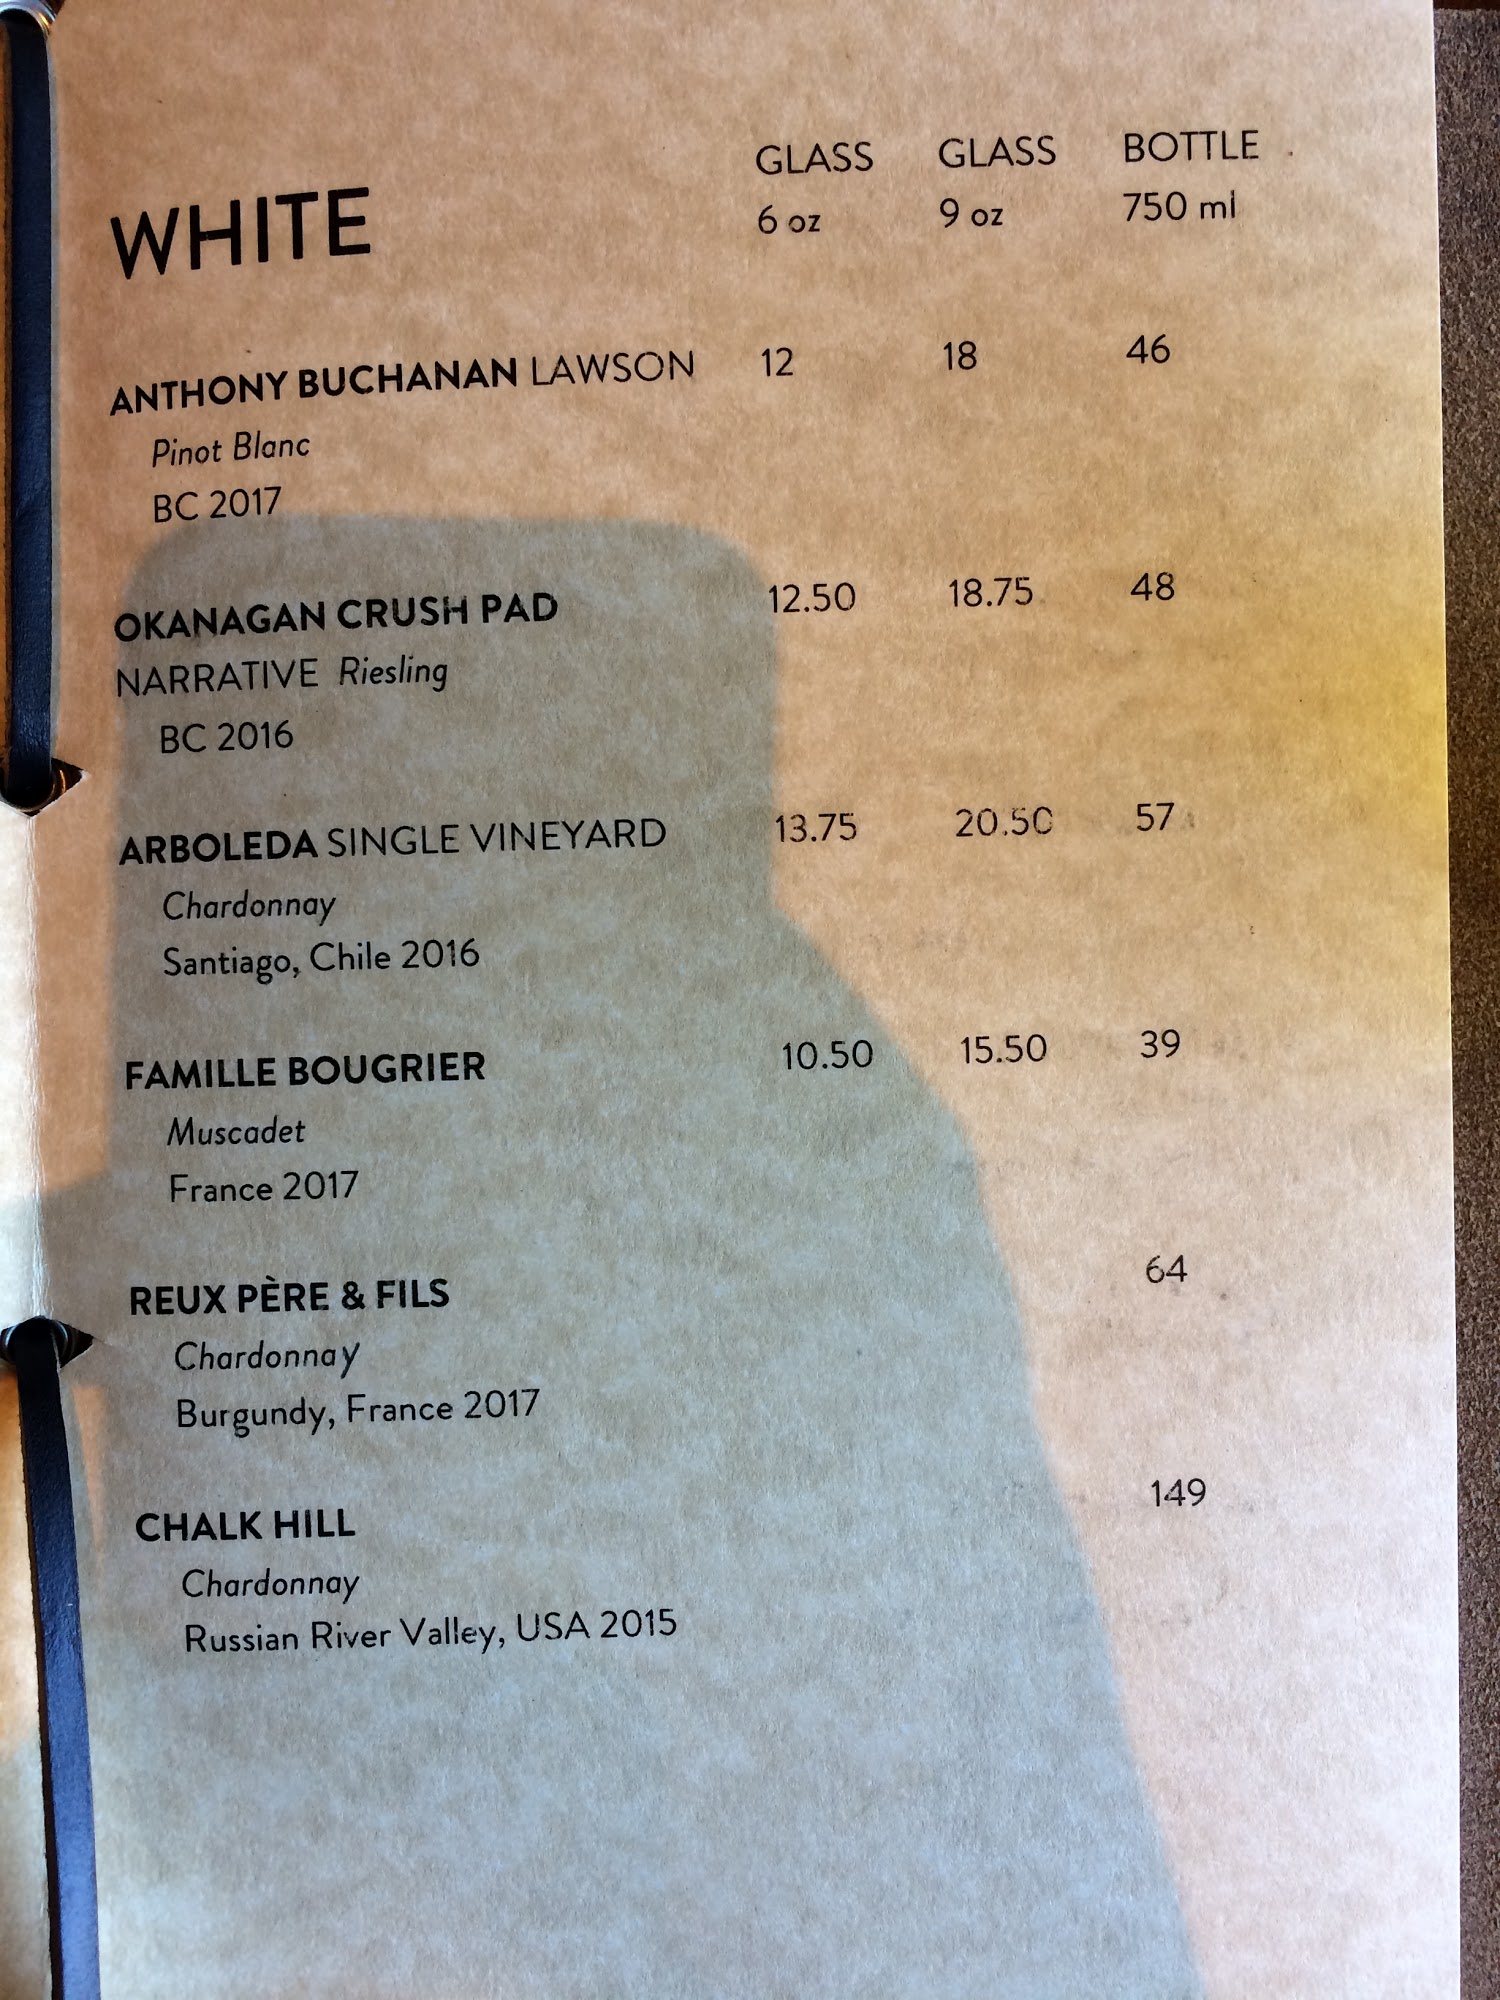 GLASS GLASS BOTTLE
WHITE 6 oz 9 oz 750 ml
ANTHONY BUCHANAN LAWSON 12 18 46
Pinot Blanc
BC 2017
OKANAGAN CRUSH PAD 12.50 18.75 48
NARRATIVE Riesling
BC 2016
ARBOLEDA SINGLE VINEYARD 13.75 20.50 57
Chardonnay
Santiago, Chile 2016
FAMILLE BOUGRIER 10.50 15.50 39
Muscadet
France 2017
REUX PÈRE & FILS 64
Chardonnay
Burgundy, France 2017
CHALK HILL 149
Chardonnay
Russian River Valley, USA 2015